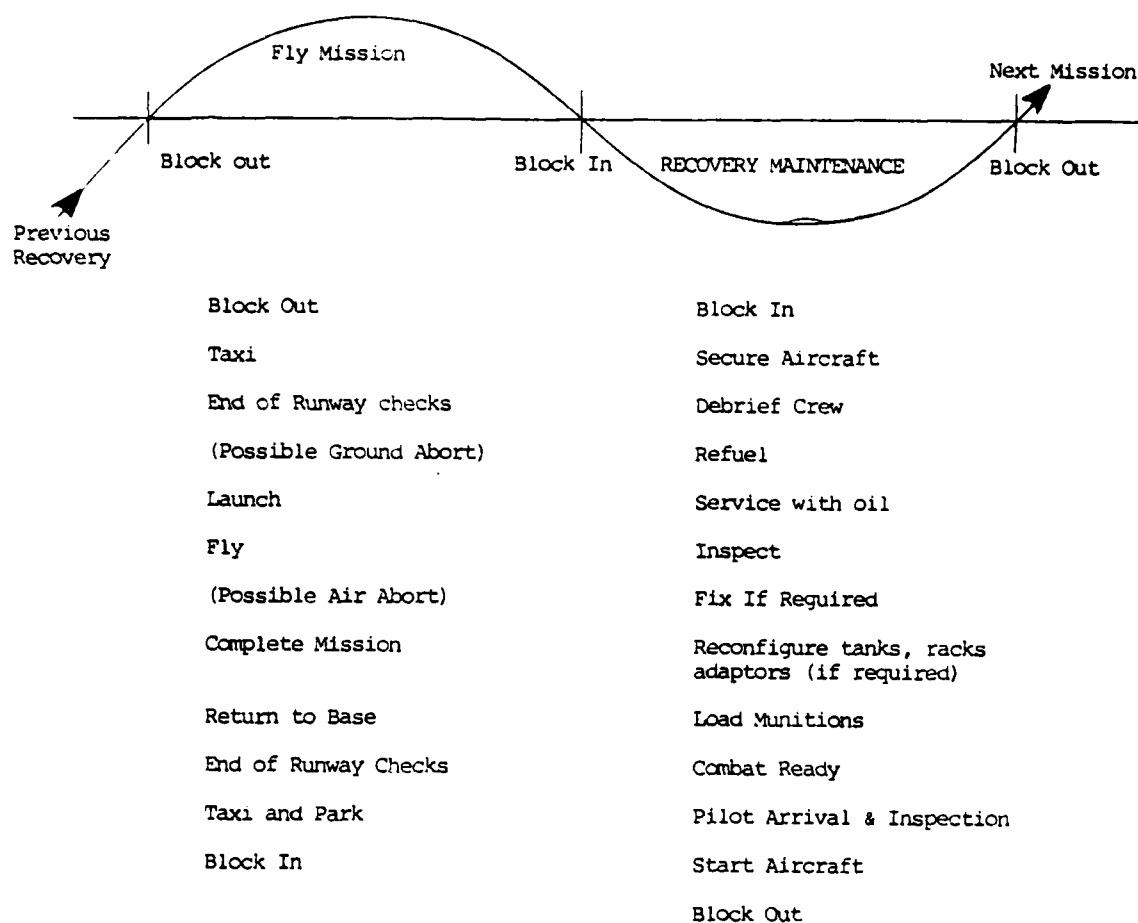 Fly Mission
Next Mission
Block out
Block In
RECOVERY MAINTENANCE
Block Out
Previous
Recovery
Block Out
Taxi
End of Runway checks
(Possible Ground Abort)
Launch
Fly
(Possible Air Abort)
Complete Mission
Return to Base
End of Runway Checks
Taxi and Park
Block In
Block In
Secure Aircraft
Debrief Crew
Refuel
Service with oil
Inspect
Fix If Required
Reconfigure tanks, racks
adaptors (if required)
Load Munitions
Combat Ready
Pilot Arrival & Inspection
Start Aircraft
Block Out